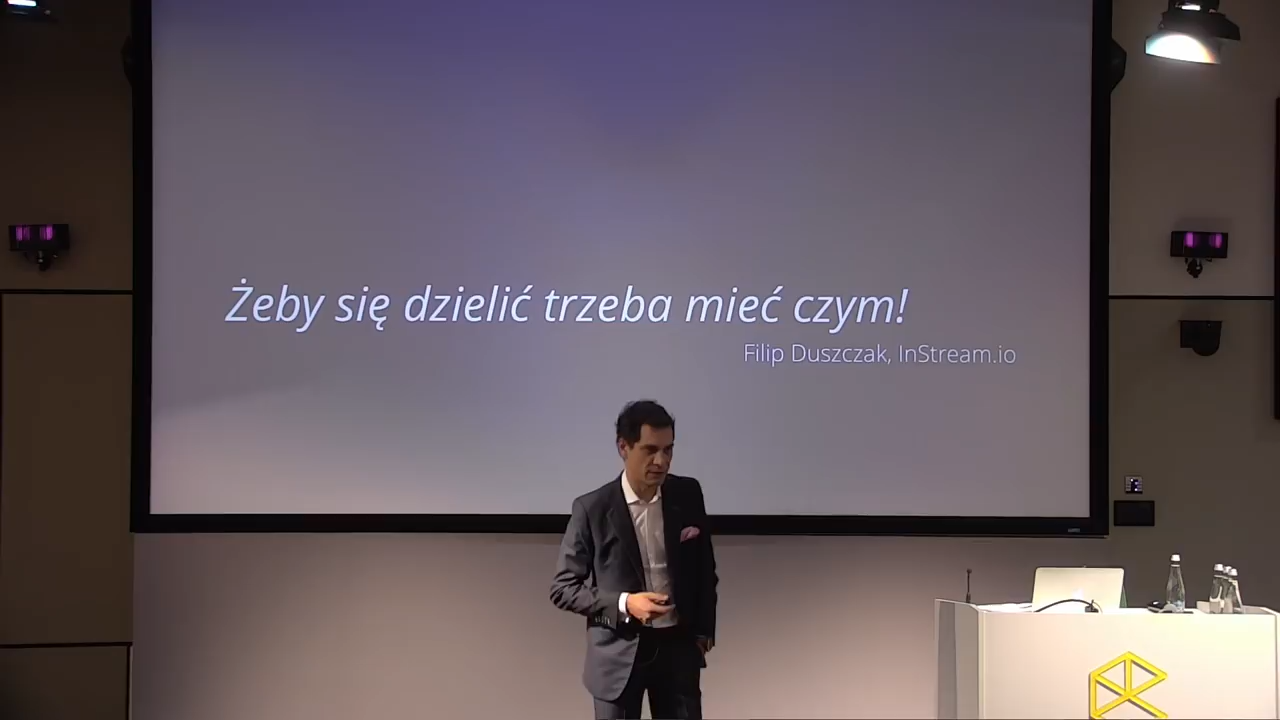 Żeby się dzielić trzeba mieć czym!
Filip Duszczak, InStream.io